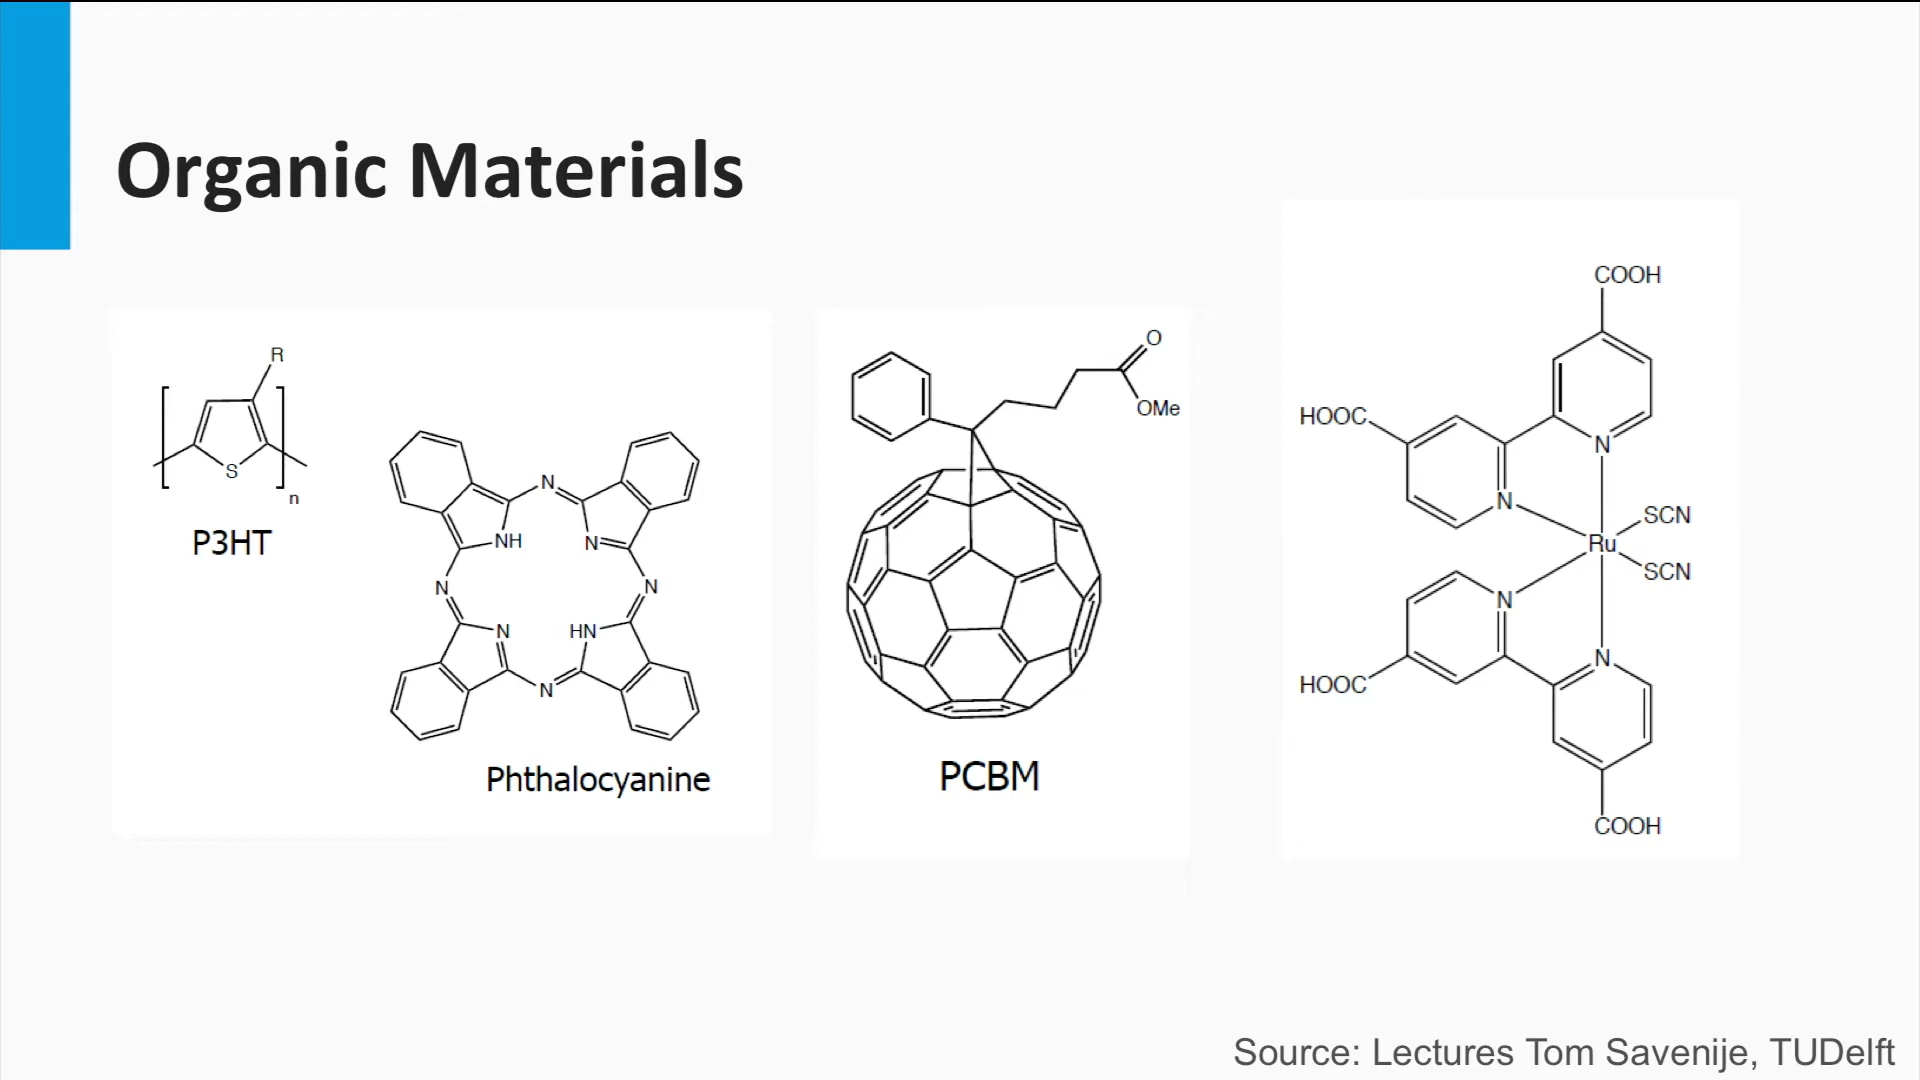 Organic Materials
R
S
n
P3HT
N
NH
N
N
N
N
HN
N
Phthalocyanine
O
OMe
PCBM
COOH
HOOC
N
N
SCN
Ru
SCN
N
N
HOOC
COOH
Source: Lectures Tom Savenije, TUDelft